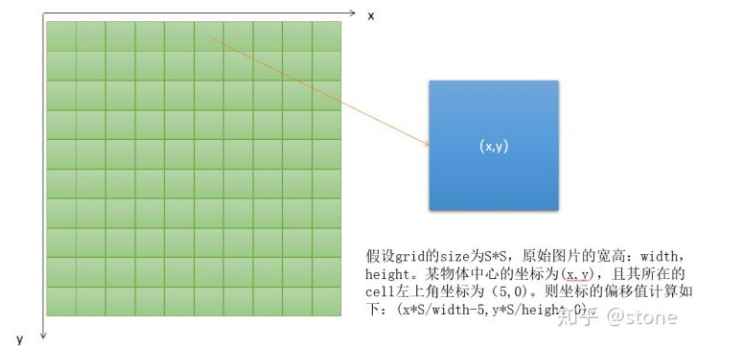 x
(x,y)
假设grid的size为S*S，原始图片的宽高：width，
height。某物体中心的坐标为(x,y)，且其所在的
cell左上角坐标为（5,0)。则坐标的偏移值计算如
下：(x*S/width-5,y*S/height-0)
知乎 @stone
y